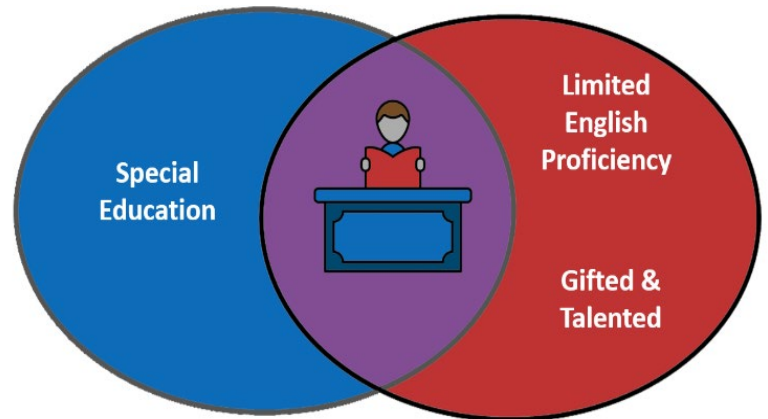 Special
Education
Limited
English
Proficiency
Gifted &
Talented